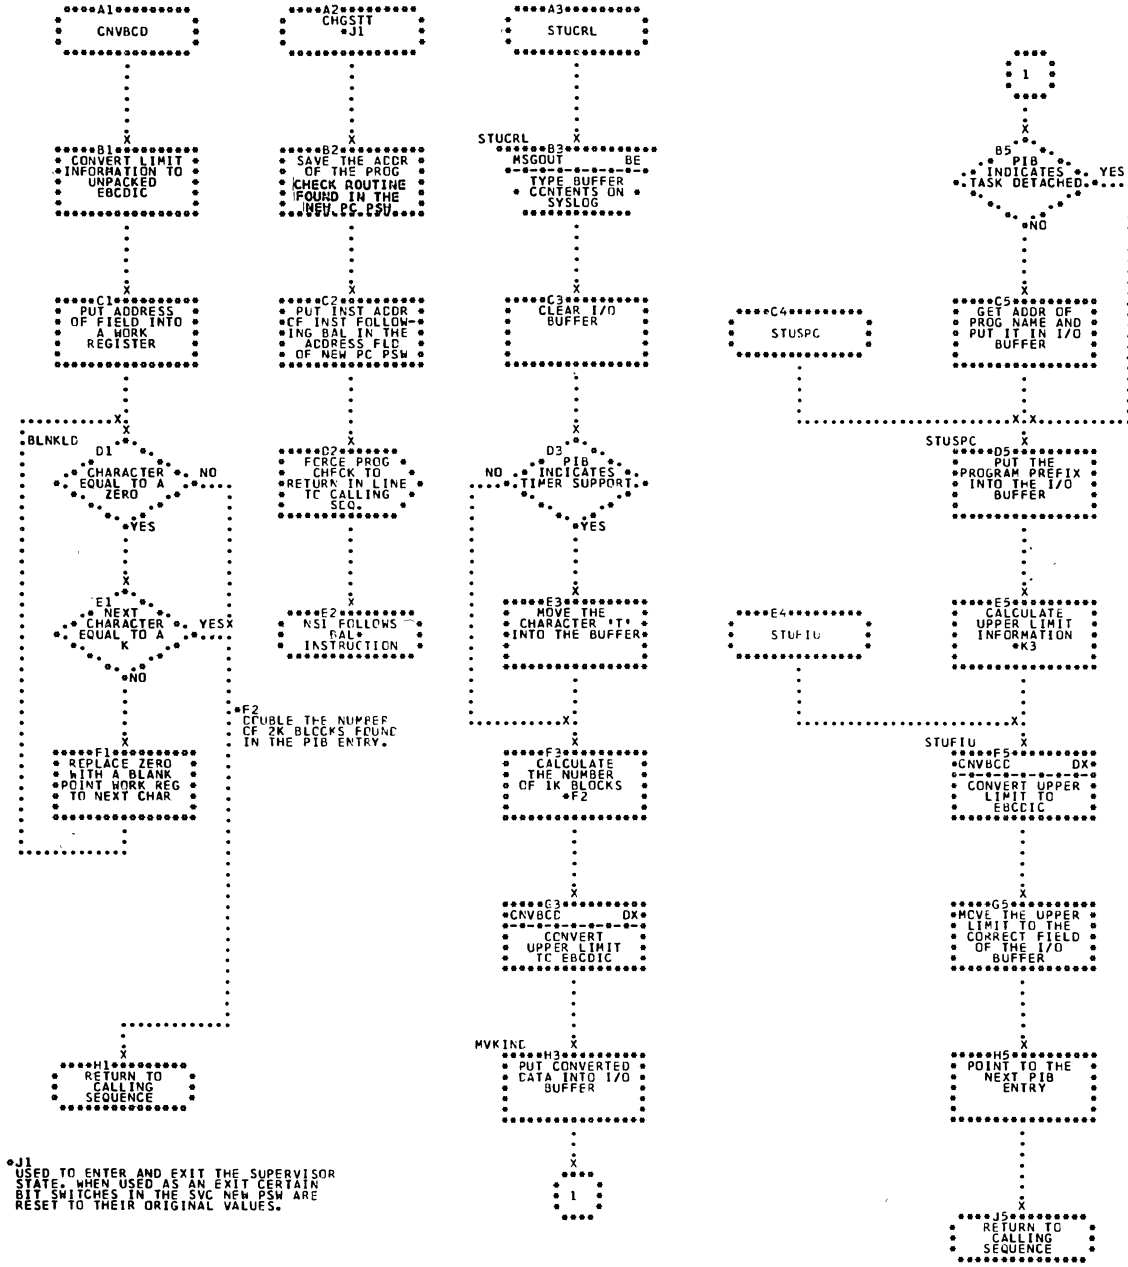 A1
CNVBCD
B1
CONVERT LIMIT
INFORMATION TO
UNPACKED
EBCDIC
C1
PUT ADDRESS
OF FIELD INTO
A WORK
REGISTER
BLNKLD
D1
CHARACTER
EQUAL TO A
ZERO
NO
YES
E1
NEXT
CHARACTER
EQUAL TO A
K
YES
NO
F1
REPLACE ZERO
WITH A BLANK
POINT WORK REG
TO NEXT CHAR
H1
RETURN TO
CALLING
SEQUENCE
*J1
USED TO ENTER AND EXIT THE SUPERVISOR
STATE. WHEN USED AS AN EXIT CERTAIN
BIT SWITCHES IN THE SVC NEW PSW ARE
RESET TO THEIR ORIGINAL VALUES.
A2
CHGSTT
*J1
B2
SAVE THE ADDR
OF THE PROG
CHECK ROUTINE
FOUND IN THE
NEW PC PSW
C2
PUT INST ADDR
OF INST FOLLOW-
ING BAL IN THE
ADDRESS FLD
OF NEW PC PSW
D2
FORCE PROG
CHECK TO
RETURN IN LINE
TO CALLING
SEQ.
E2
NSI FOLLOWS
BAL*
INSTRUCTION
*F2
DOUBLE THE NUMBER
OF 2K BLOCKS FOUND
IN THE PIB ENTRY.
A3
STUCRL
STUCRL
B3
MSGOUT BE
TYPE BUFFER
CONTENTS ON
SYSLOG
C3
CLEAR I/O
BUFFER
D3
PIB
INDICATES
TIMER SUPPORT
NO
YES
E3
MOVE THE
CHARACTER 'T'
INTO THE BUFFER
F3
CALCULATE
THE NUMBER
OF 1K BLOCKS
*F2
G3
CNVBCD DX
CONVERT
UPPER LIMIT
TO EBCDIC
MVKIND
H3
PUT CONVERTED
DATA INTO I/O
BUFFER
1
C4
STUSPC
E4
STUFIU
1
B5
PIB
INDICATES
TASK DETACHED
YES
NO
C5
GET ADDR OF
PROG NAME AND
PUT IT IN I/O
BUFFER
STUSPC
D5
PUT THE
PROGRAM PREFIX
INTO THE I/O
BUFFER
E5
CALCULATE
UPPER LIMIT
INFORMATION
*K3
STUFIU
F5
CNVBCD DX
CONVERT UPPER
LIMIT TO
EBCDIC
G5
MOVE THE UPPER
LIMIT TO THE
CORRECT FIELD
OF THE I/O
BUFFER
H5
POINT TO THE
NEXT PIB
ENTRY
J5
RETURN TO
CALLING
SEQUENCE